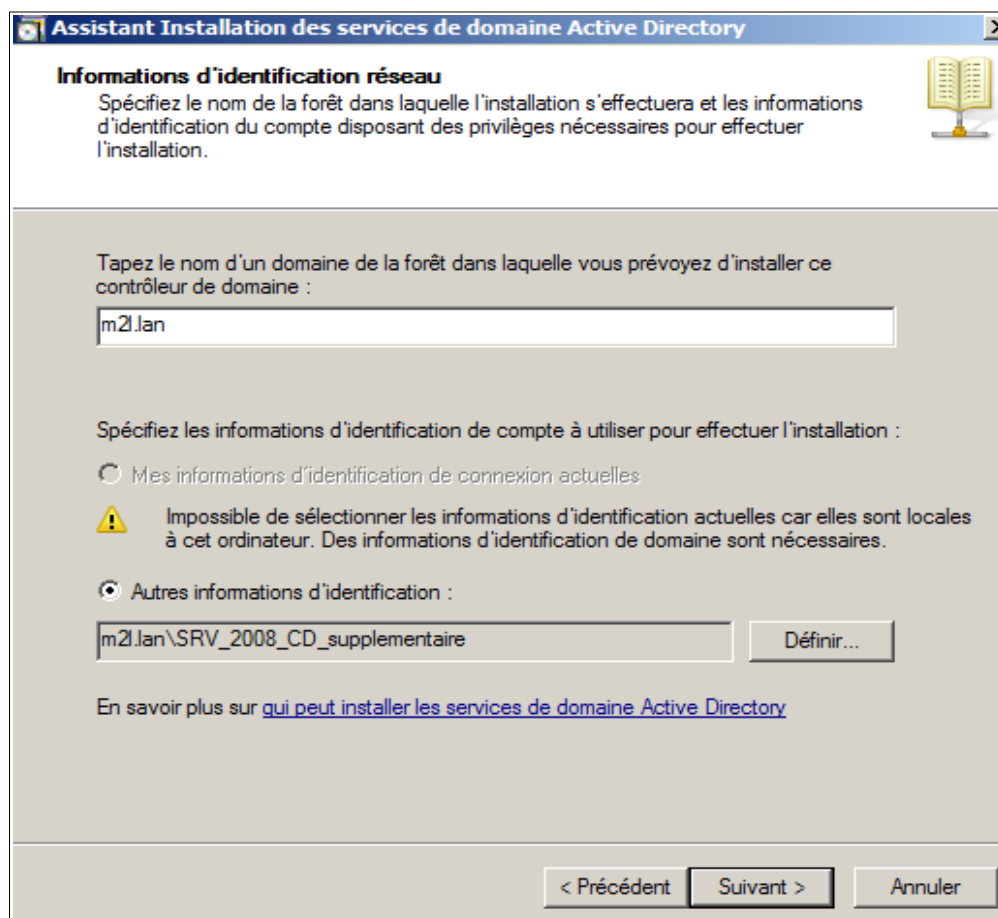 Assistant Installation des services de domaine Active Directory
Informations d'identification réseau
Spécifiez le nom de la forêt dans laquelle l'installation s'effectuera et les informations
d'identification du compte disposant des privilèges nécessaires pour effectuer
l'installation.
Tapez le nom d'un domaine de la forêt dans laquelle vous prévoyez d'installer ce
contrôleur de domaine :
m2l.lan
Spécifiez les informations d'identification de compte à utiliser pour effectuer l'installation :
Mes informations d'identification de connexion actuelles
Impossible de sélectionner les informations d'identification actuelles car elles sont locales
à cet ordinateur. Des informations d'identification de domaine sont nécessaires.
Autres informations d'identification :
m2l.lan\SRV_2008_CD_supplementaire
Définir...
En savoir plus sur qui peut installer les services de domaine Active Directory
< Précédent
Suivant >
Annuler